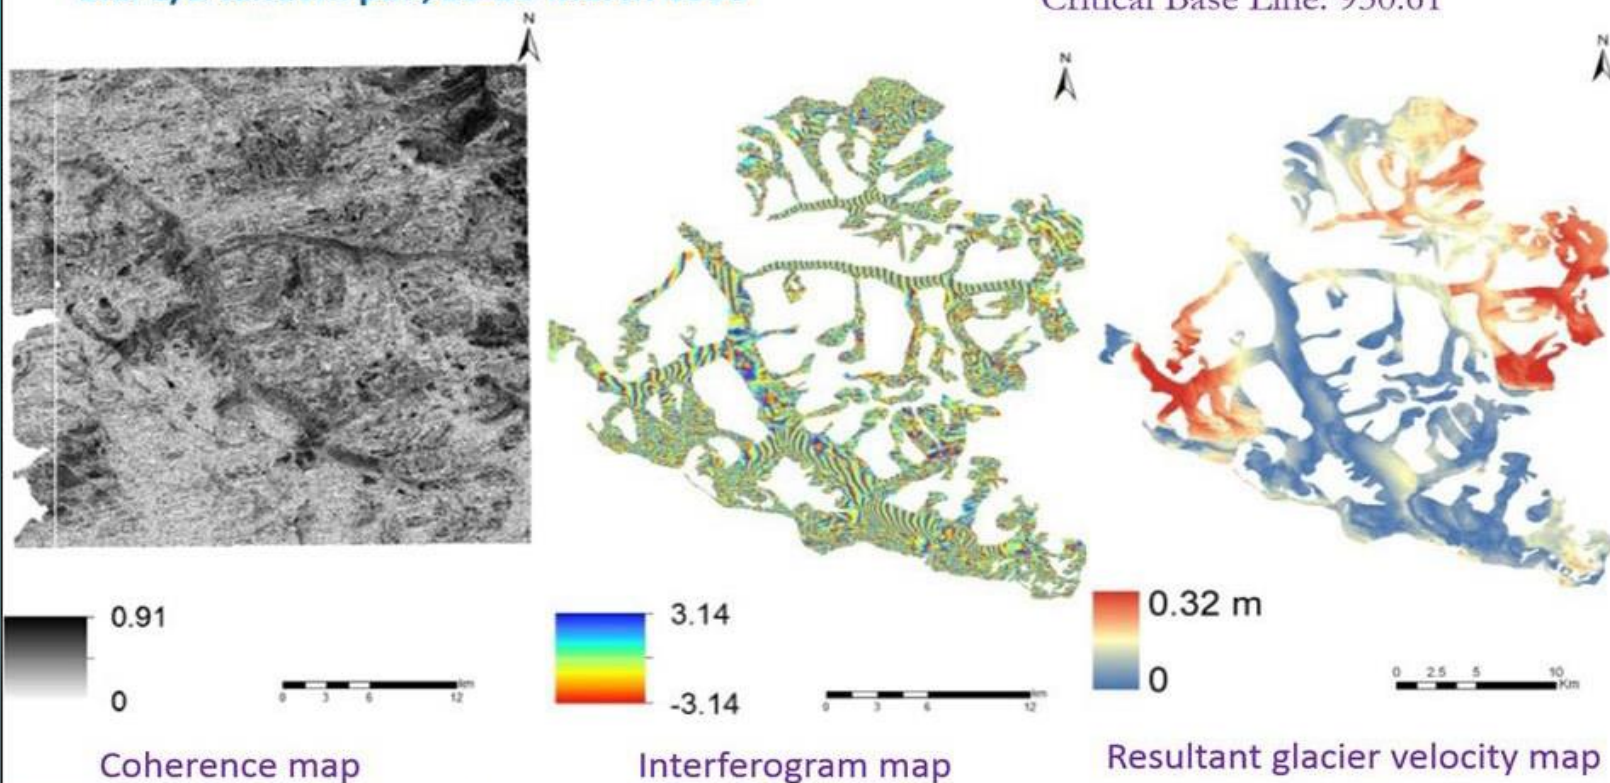 Critical Base Line: 950.61
N
N
N
0.91
0
0 3 6 12 km
Coherence map
3.14
-3.14
0 3 6 12 km
Interferogram map
0.32 m
0
0 2.5 5 10 Km
Resultant glacier velocity map